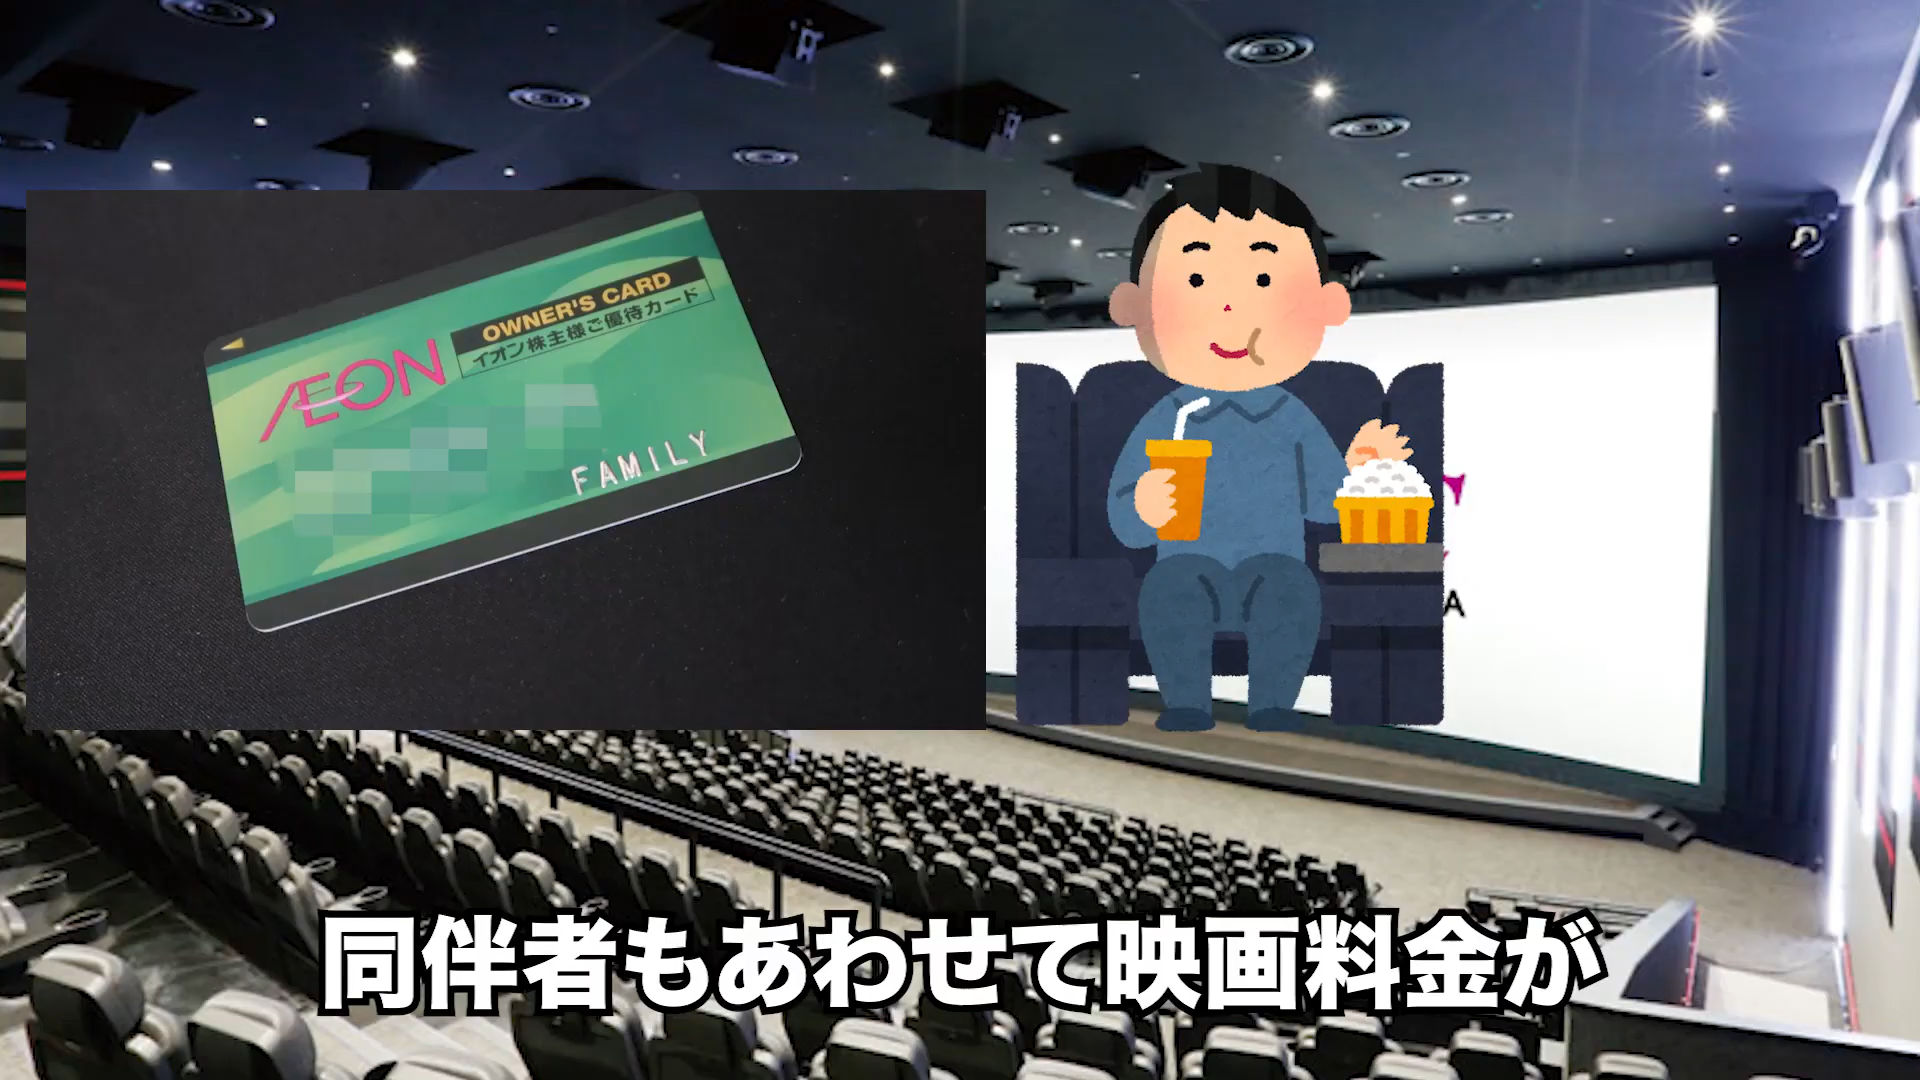 OWNER'S CARD
イオン株主様ご優待カード
ÆON
FAMILY
A
同伴者もあわせて映画料金が